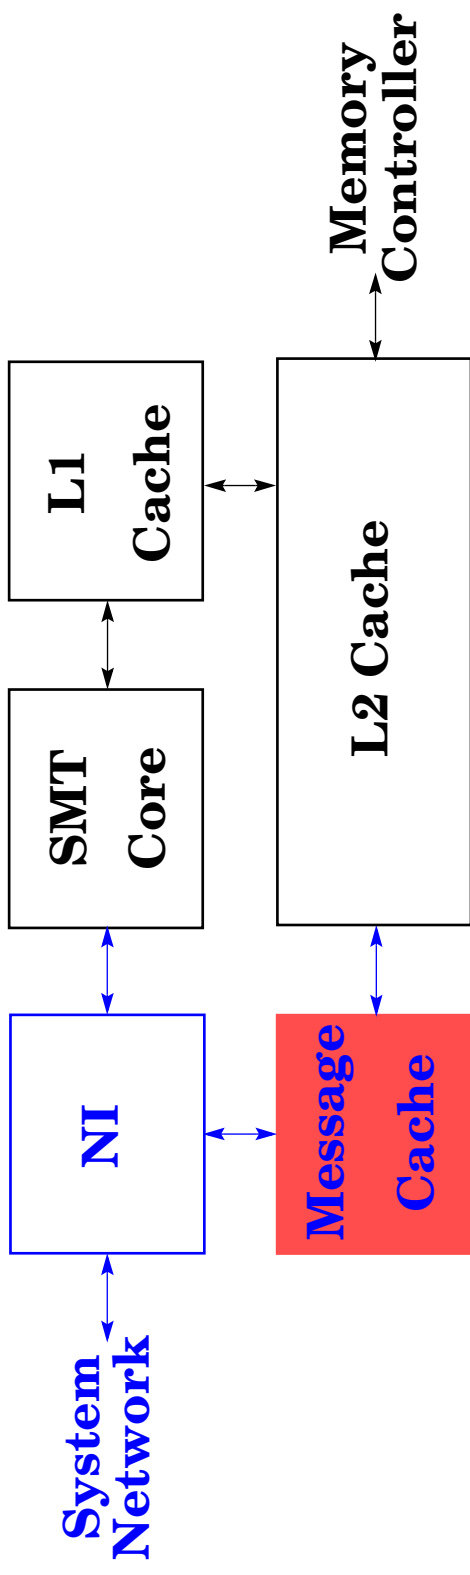 System
Network
NI
SMT
Core
L1
Cache
Message
Cache
L2 Cache
Memory
Controller